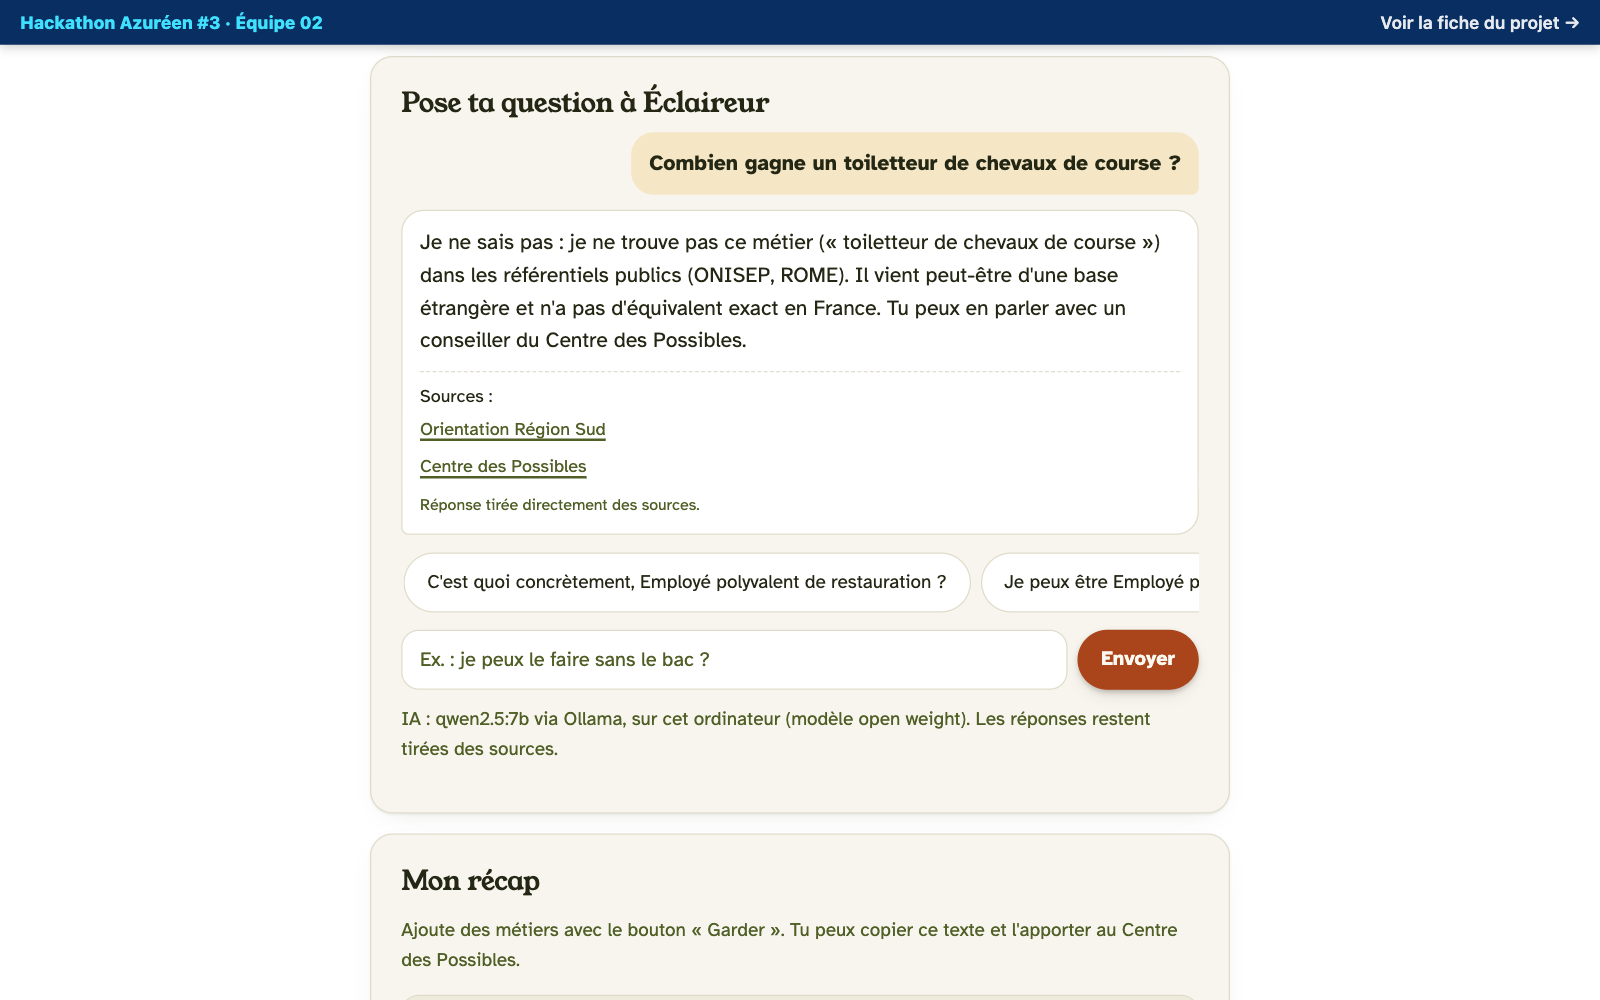 Hackathon Azuréen #3 · Équipe 02
Voir la fiche du projet →
Pose ta question à Éclaireur
Combien gagne un toiletteur de chevaux de course ?
Je ne sais pas : je ne trouve pas ce métier (« toiletteur de chevaux de course »)
dans les référentiels publics (ONISEP, ROME). Il vient peut-être d'une base
étrangère et n'a pas d'équivalent exact en France. Tu peux en parler avec un
conseiller du Centre des Possibles.
Sources :
Orientation Région Sud
Centre des Possibles
Réponse tirée directement des sources.
C'est quoi concrètement, Employé polyvalent de restauration ?
Je peux être Employé p
Ex. : je peux le faire sans le bac ?
Envoyer
IA : qwen2.5:7b via Ollama, sur cet ordinateur (modèle open weight). Les réponses restent
tirées des sources.
Mon récap
Ajoute des métiers avec le bouton « Garder ». Tu peux copier ce texte et l'apporter au Centre
des Possibles.